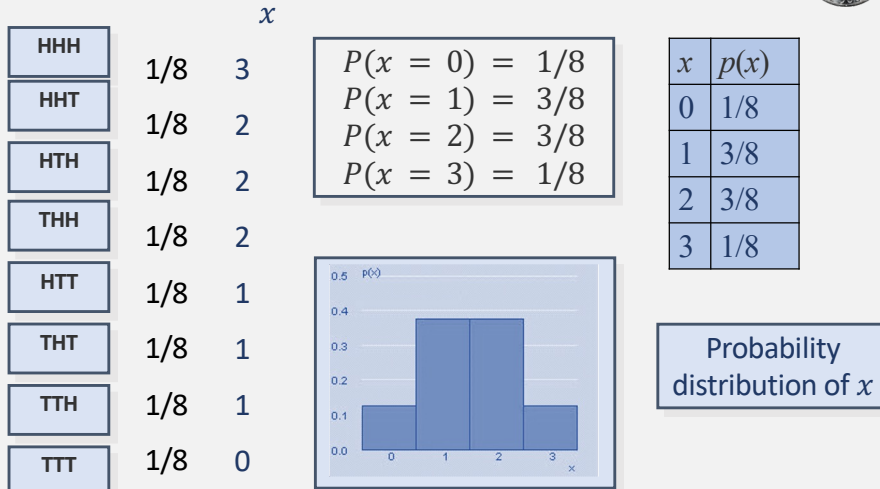 x
HHH 1/8 3
HHT 1/8 2
HTH 1/8 2
THH 1/8 2
HTT 1/8 1
THT 1/8 1
TTH 1/8 1
TTT 1/8 0
P(x = 0) = 1/8
P(x = 1) = 3/8
P(x = 2) = 3/8
P(x = 3) = 1/8
x p(x)
0 1/8
1 3/8
2 3/8
3 1/8
p(x)
0.5
0.4
0.3
0.2
0.1
0.0
0 1 2 3
x
Probability
distribution of x